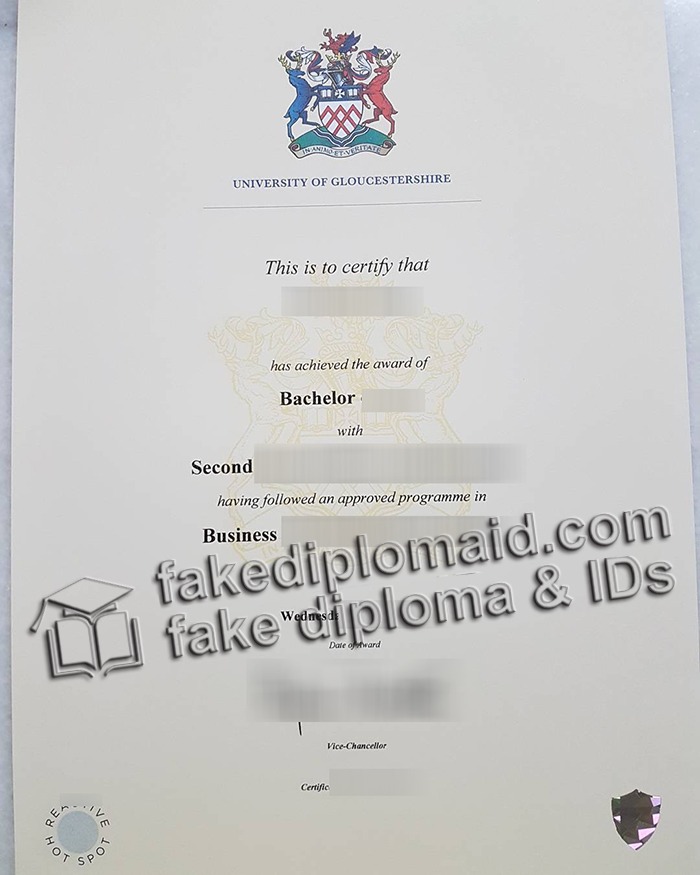 IN ANIMO ET VERITATE
UNIVERSITY OF GLOUCESTERSHIRE
This is to certify that
has achieved the award of
Bachelor
with
Second
having followed an approved programme in
Business
fakediplomaid.com
fake diploma & IDs
Date of Award
Vice-Chancellor
HOT SPOT